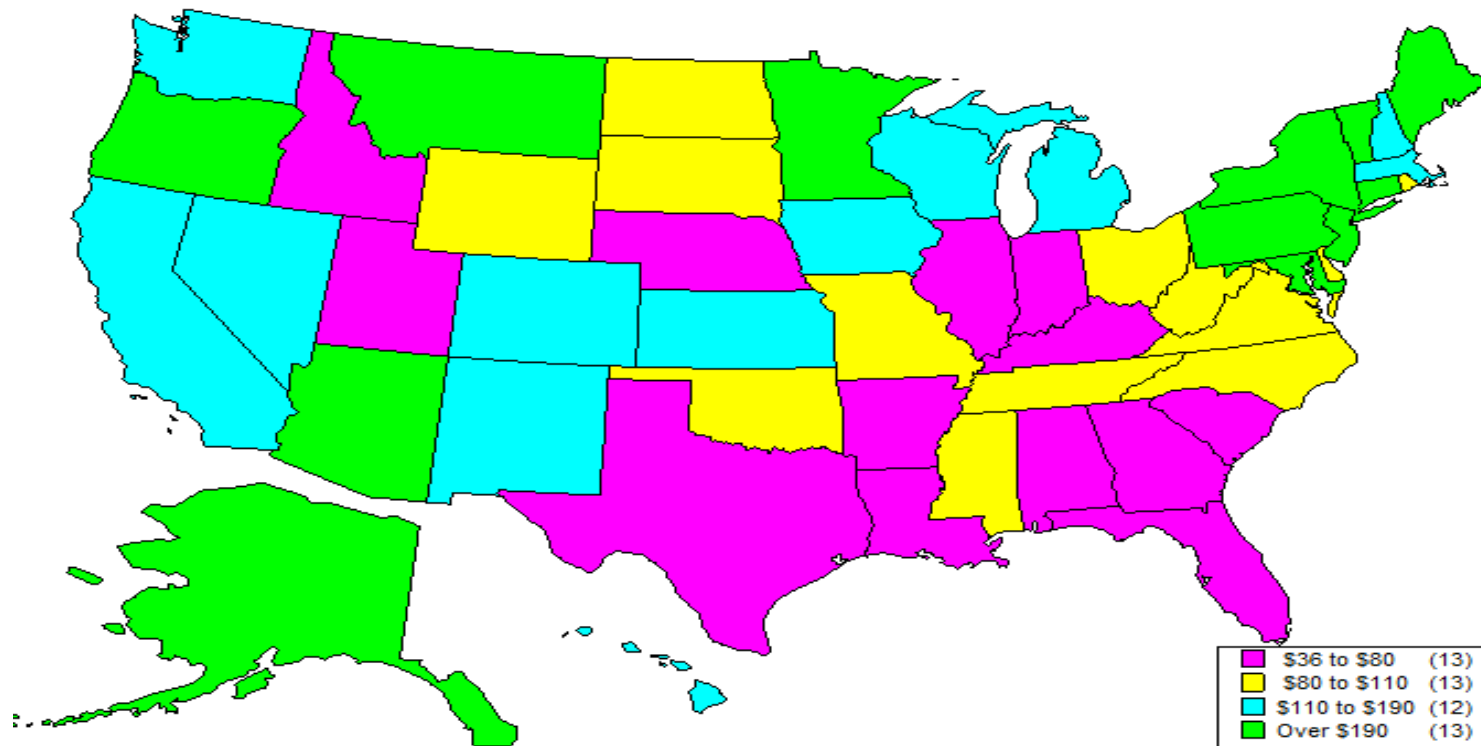 $36 to $80 (13)
$80 to $110 (13)
$110 to $190 (12)
Over $190 (13)